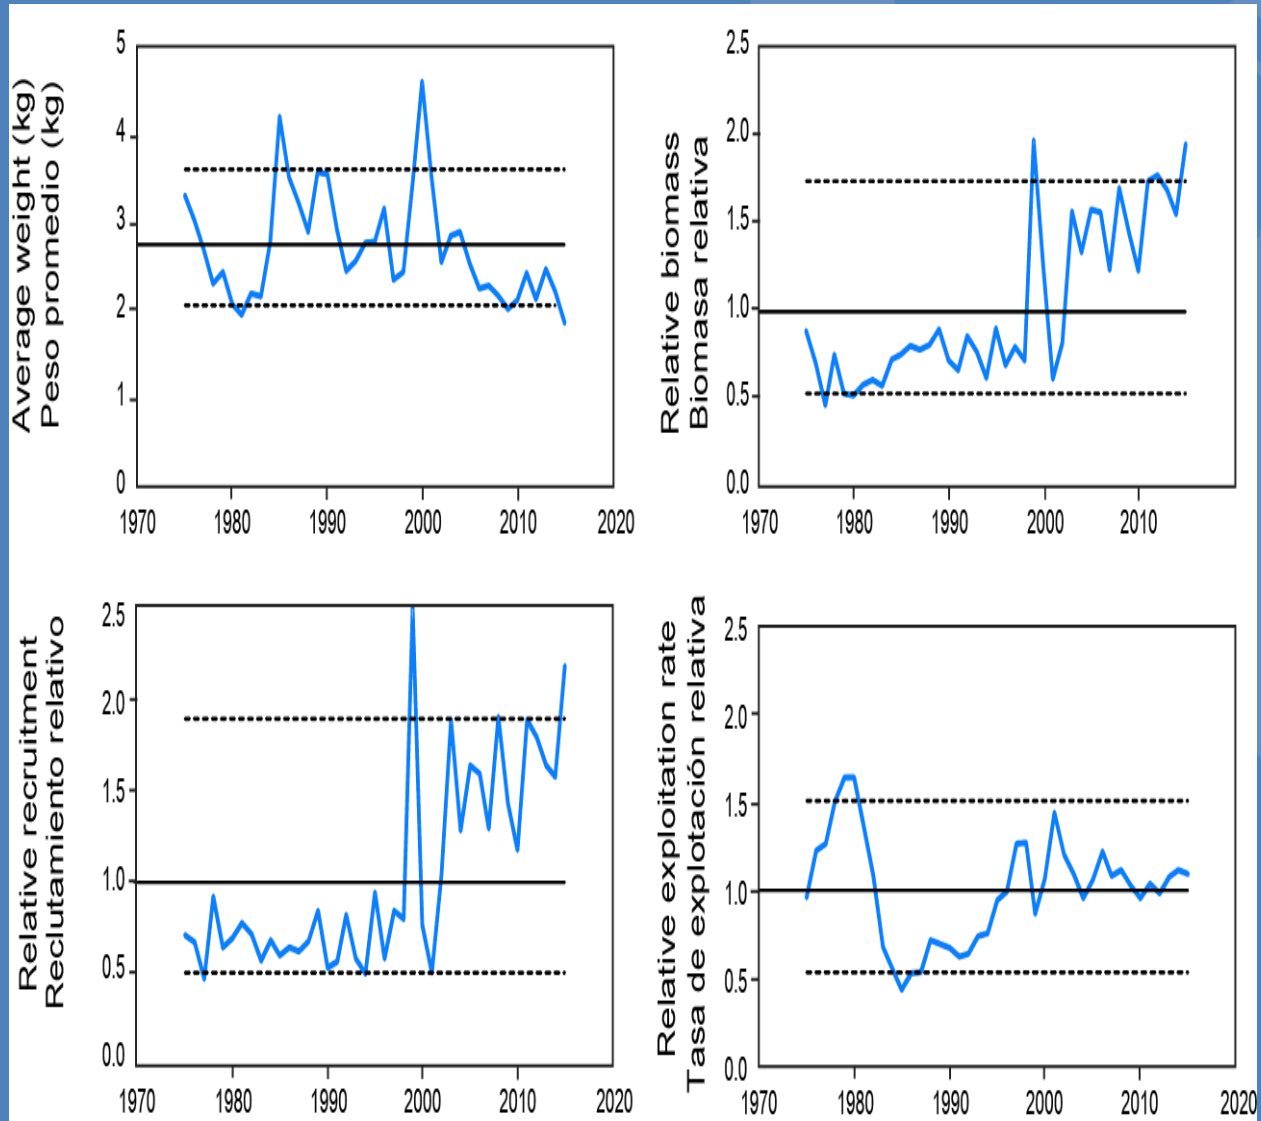 Average weight (kg)
Peso promedio (kg)
5
4
3
2
1
0
1970 1980 1990 2000 2010 2020
Relative biomass
Biomasa relativa
2.5
2.0
1.5
1.0
0.5
0.0
1970 1980 1990 2000 2010
Relative recruitment
Reclutamiento relativo
2.5
2.0
1.5
1.0
0.5
0.0
1970 1980 1990 2000 2010 2020
Relative exploitation rate
Tasa de explotación relativa
2.5
2.0
1.5
1.0
0.5
0.0
1970 1980 1990 2000 2010 2020